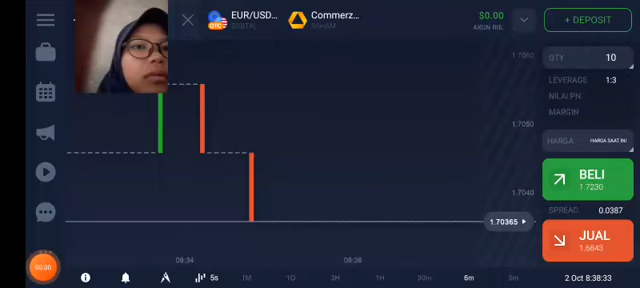 EUR/USD...
OTC
DIGITAL
Commerz...
SAHAM
$0.00
AKUN RIIL
+ DEPOSIT
1.7060
QTY 10
LEVERAGE 1:3
NILAI PN.
MARGIN
1.7050
HARGA HARGA SAAT INI
BELI
1.7230
1.7040
SPREAD 0.0387
1.70365
JUAL
1.6843
08:34 08:36
00:00
5s 1M 1D 3H 1H 30m 6m 5m 2 Oct 8:38:33